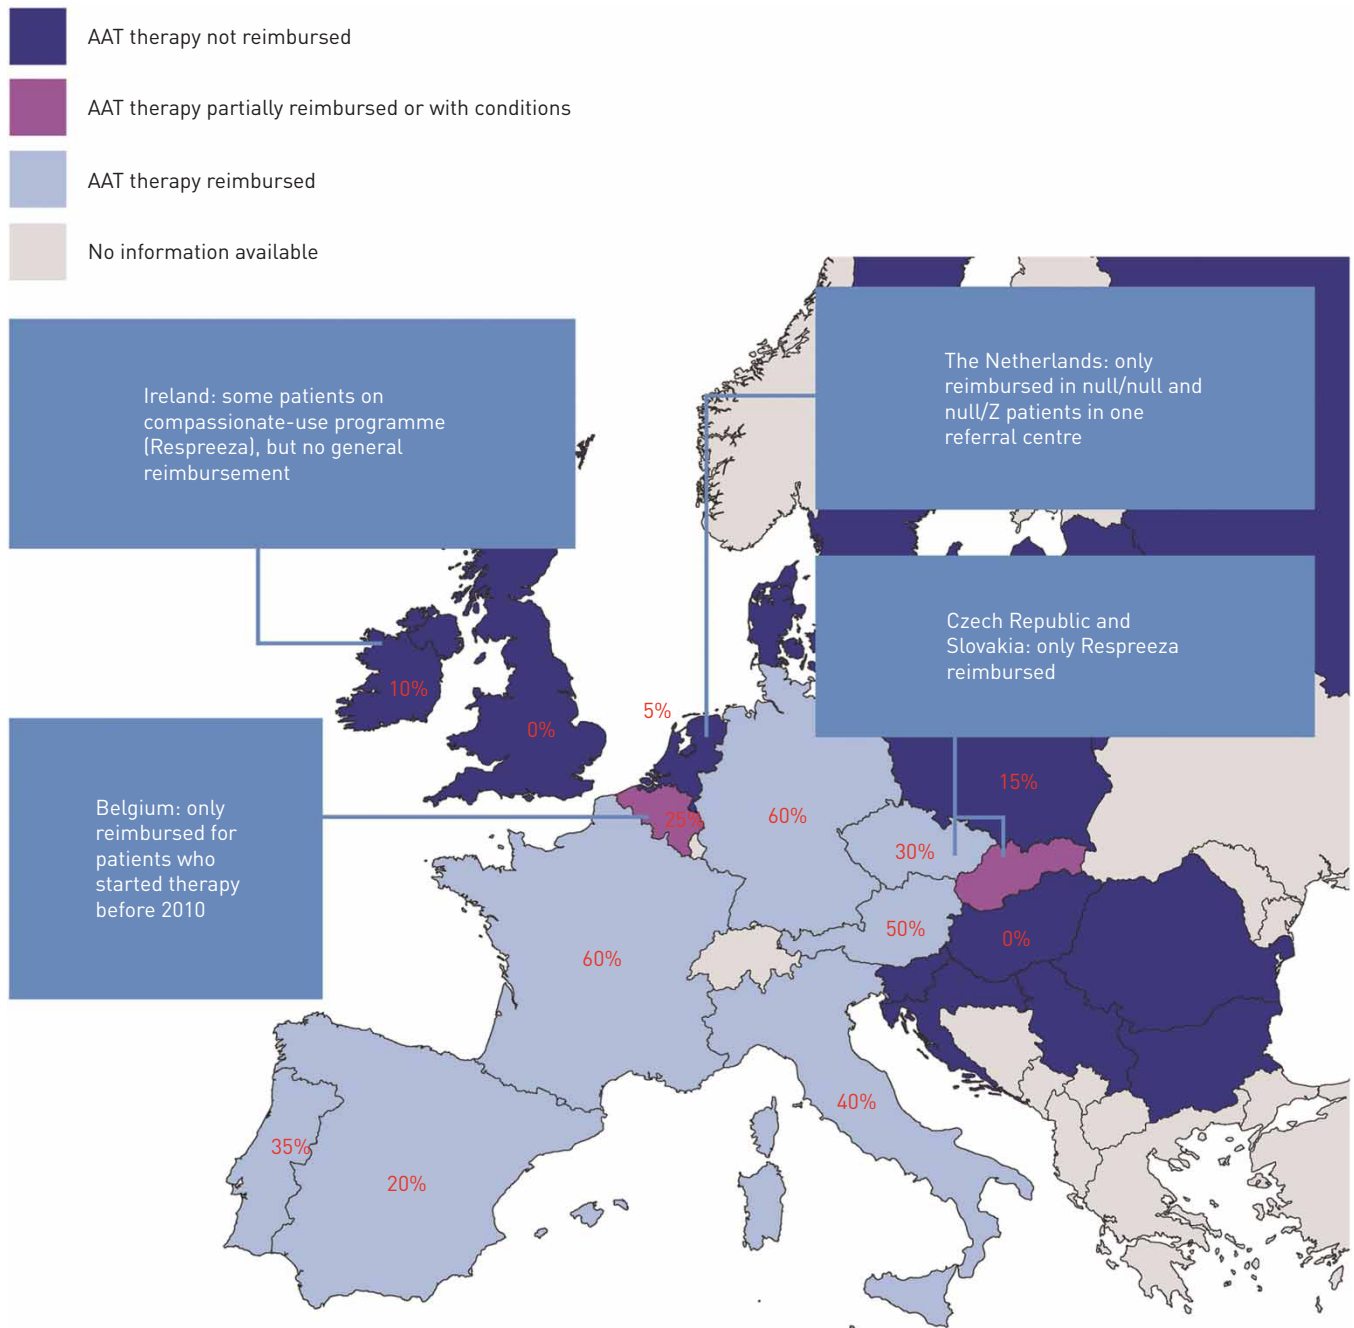 AAT therapy not reimbursed
AAT therapy partially reimbursed or with conditions
AAT therapy reimbursed
No information available
Ireland: some patients on
compassionate-use programme
(Respreeza), but no general
reimbursement
The Netherlands: only
reimbursed in null/null and
null/Z patients in one
referral centre
Czech Republic and
Slovakia: only Respreeza
reimbursed
Belgium: only
reimbursed for
patients who
started therapy
before 2010
10%
0%
5%
15%
25%
60%
30%
50%
0%
60%
40%
35%
20%